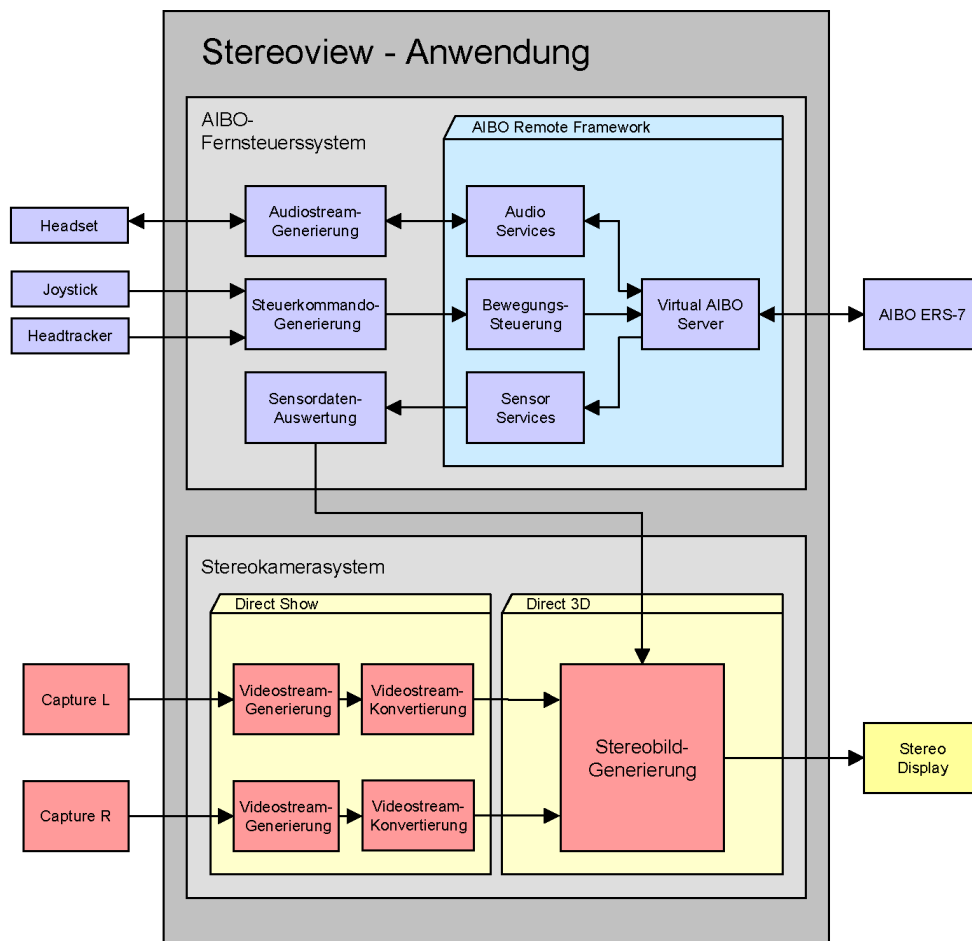 Stereoview - Anwendung
AIBO-
Fernsteuerssystem
AIBO Remote Framework
Headset
Audiostream-
Generierung
Audio
Services
Joystick
Headtracker
Steuerkommando-
Generierung
Bewegungs-
Steuerung
Virtual AIBO
Server
AIBO ERS-7
Sensordaten-
Auswertung
Sensor
Services
Stereokamerasystem
Direct Show
Direct 3D
Capture L
Videostream-
Generierung
Videostream-
Konvertierung
Stereobild-
Generierung
Stereo
Display
Capture R
Videostream-
Generierung
Videostream-
Konvertierung